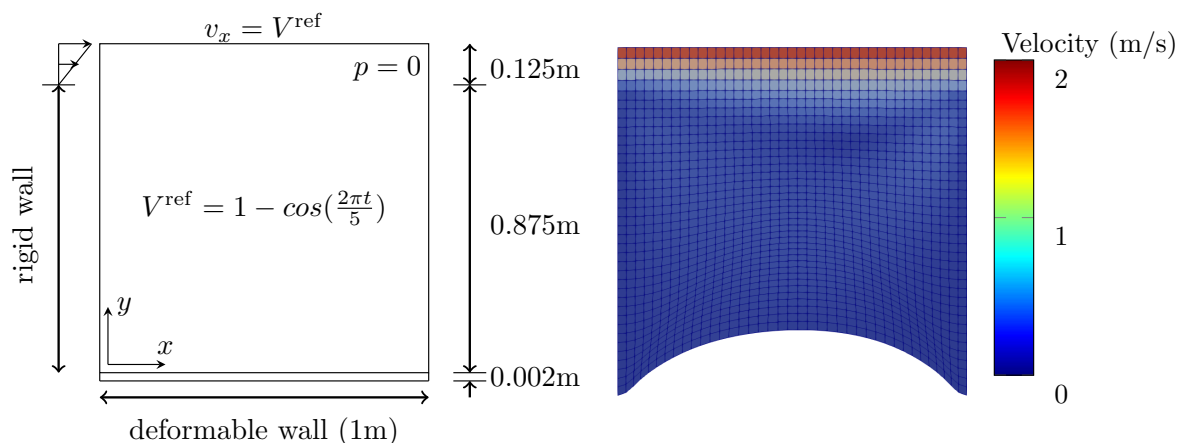 v_x = V^ref
p = 0
0.125m
rigid wall
V^ref = 1 − cos(2πt/5)
0.875m
y
x
0.002m
deformable wall (1m)
Velocity (m/s)
2
1
0